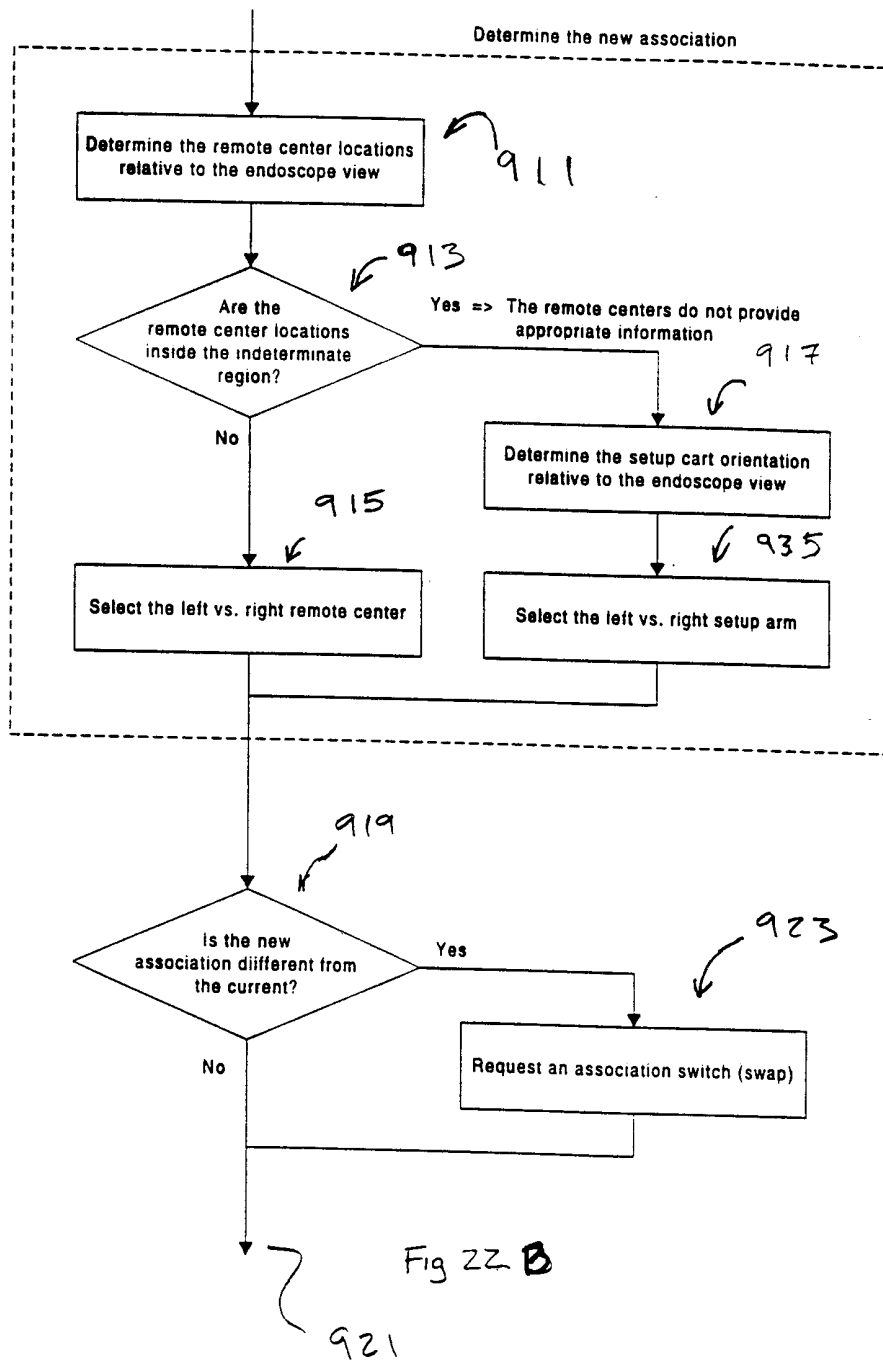 Determine the new association
Determine the remote center locations
relative to the endoscope view
911
913
Are the
remote center locations
inside the indeterminate
region?
Yes => The remote centers do not provide
appropriate information
917
No
Determine the setup cart orientation
relative to the endoscope view
915
935
Select the left vs. right remote center
Select the left vs. right setup arm
919
Is the new
association diifferent from
the current?
Yes
923
No
Request an association switch (swap)
Fig 22 B
921